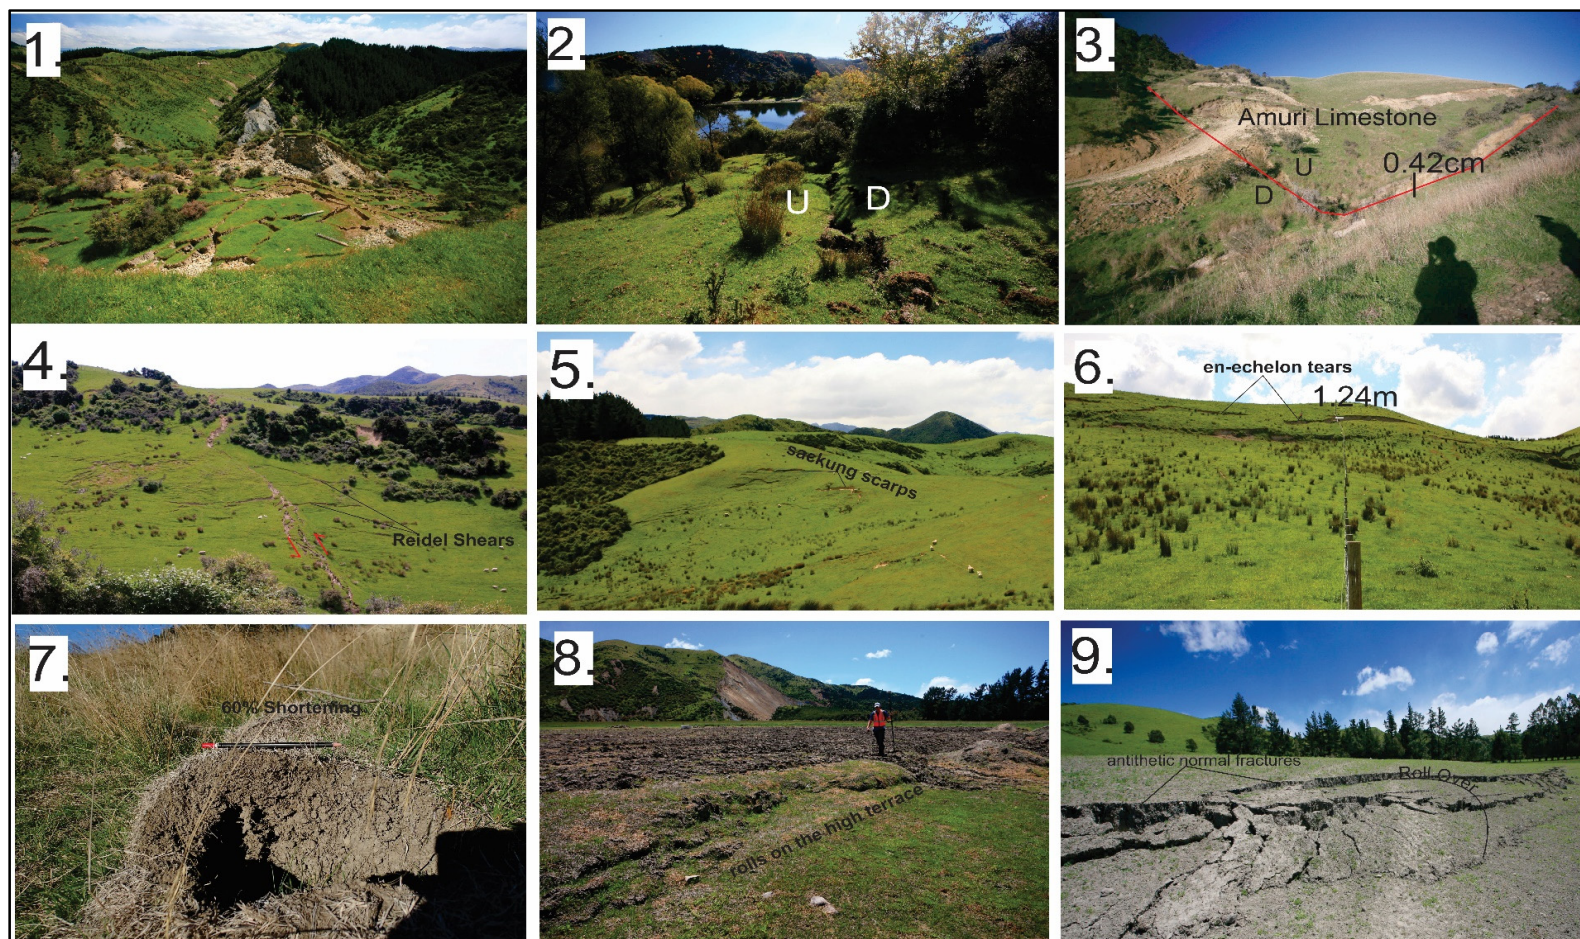 1.
2.
U D
3.
Amuri Limestone
U
0.42cm
D
4.
Reidel Shears
5.
sackung scarps
6.
en-echelon tears
1.24m
7.
60% Shortening
8.
rolls on the high terrace
9.
antithetic normal fractures
Roll Over